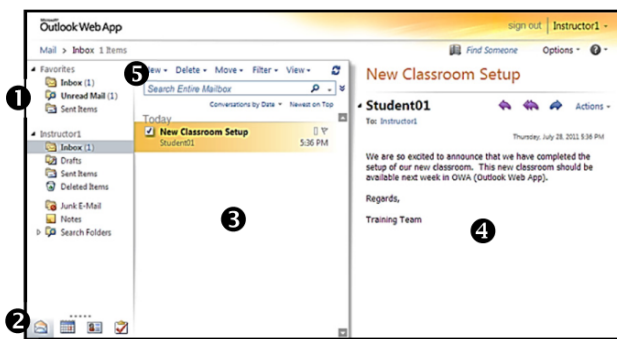 Microsoft
Outlook Web App
sign out Instructor1
Mail > Inbox 1 Items
Find Someone Options ?
Favorites
Inbox (1)
Unread Mail (1)
Sent Items
Instructor1
Inbox (1)
Drafts
Sent Items
Deleted Items
Junk E-Mail
Notes
Search Folders
1
2
5
ew Delete Move Filter View
Search Entire Mailbox
Conversations by Date Newest on Top
Today
New Classroom Setup
Student01 5:36 PM
3
New Classroom Setup
Student01 Actions
To: Instructor1
Thursday, July 28, 2011 5:36 PM
We are so excited to announce that we have completed the
setup of our new classroom. This new classroom should be
available next week in OWA (Outlook Web App).
Regards,
Training Team
4